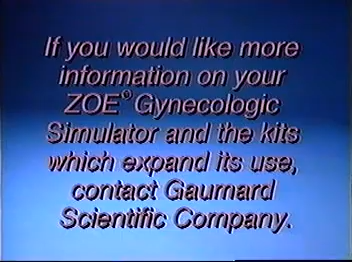 If you would like more
information on your
ZOE® Gynecologic
Simulator and the kits
which expand its use,
contact Gaumard
Scientific Company.